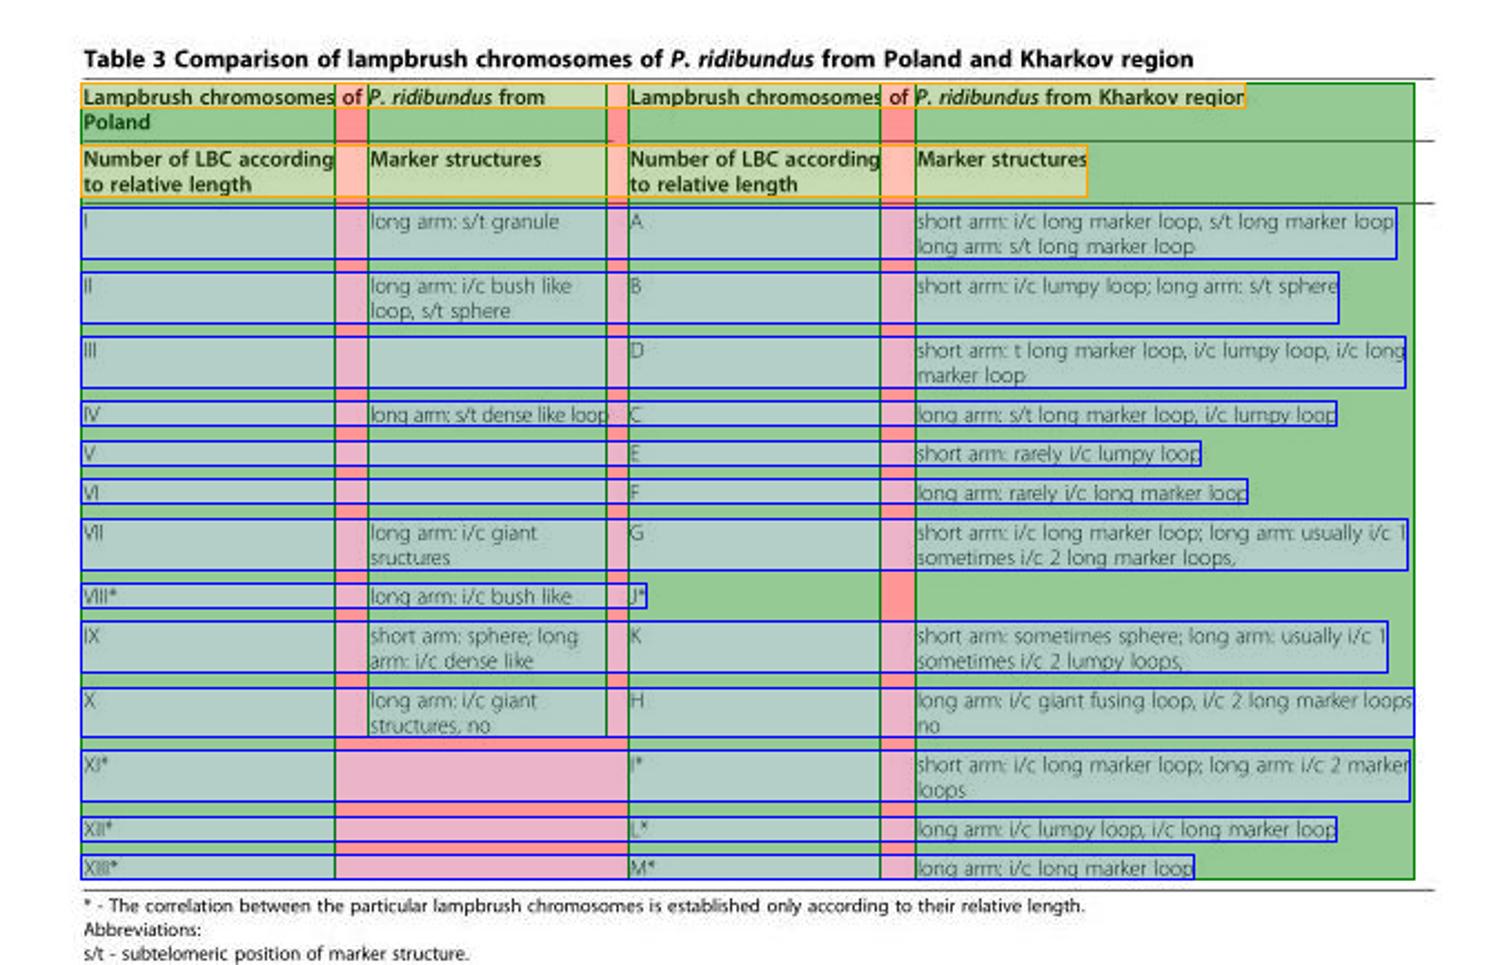 Table 3 Comparison of lampbrush chromosomes of P. ridibundus from Poland and Kharkov region
Lampbrush chromosomes of P. ridibundus from Lampbrush chromosomes of P. ridibundus from Kharkov region
Poland
Number of LBC according Marker structures Number of LBC according Marker structures
to relative length to relative length
I long arm: s/t granule A short arm: i/c long marker loop, s/t long marker loop
long arm: s/t long marker loop
II long arm: i/c bush like B short arm: i/c lumpy loop; long arm: s/t sphere
loop, s/t sphere
III D short arm: t long marker loop, i/c lumpy loop, i/c long
marker loop
IV long arm: s/t dense like loop C long arm: s/t long marker loop, i/c lumpy loop
V E short arm: rarely i/c lumpy loop
VI F long arm: rarely i/c long marker loop
VII long arm: i/c giant G short arm: i/c long marker loop; long arm: usually i/c 1
sructures sometimes i/c 2 long marker loops,
VIII* long arm: i/c bush like J*
IX short arm: sphere; long K short arm: sometimes sphere; long arm: usually i/c 1
arm: i/c dense like sometimes i/c 2 lumpy loops,
X long arm: i/c giant H long arm: i/c giant fusing loop, i/c 2 long marker loops
structures, no no
XI* I* short arm: i/c long marker loop; long arm: i/c 2 marker
loops
XII* L* long arm: i/c lumpy loop, i/c long marker loop
XIII* M* long arm: i/c long marker loop
* - The correlation between the particular lampbrush chromosomes is established only according to their relative length.
Abbreviations:
s/t - subtelomeric position of marker structure.